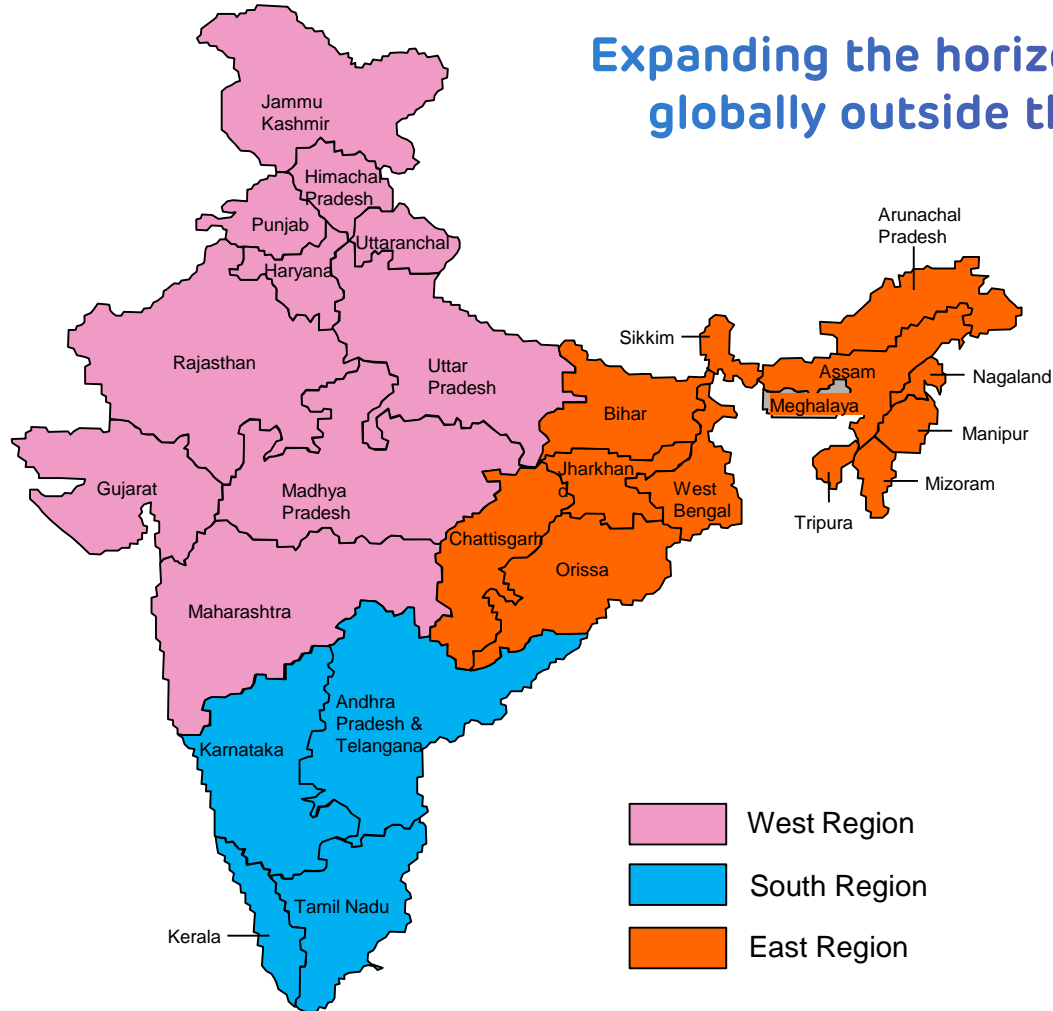 Expanding the horizo
globally outside th
Jammu
Kashmir
Himachal
Pradesh
Punjab
Uttaranchal
Haryana
Arunachal
Pradesh
Sikkim
Rajasthan
Uttar
Pradesh
Assam
Nagaland
Bihar
Meghalaya
Manipur
Jharkhan
d
Gujarat
Madhya
Pradesh
West
Bengal
Mizoram
Tripura
Chattisgarh
Orissa
Maharashtra
Andhra
Pradesh &
Telangana
Karnataka
West Region
South Region
Tamil Nadu
Kerala
East Region